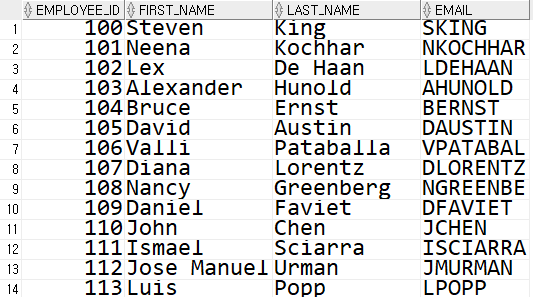 EMPLOYEE_ID FIRST_NAME LAST_NAME EMAIL
1 100 Steven King SKING
2 101 Neena Kochhar NKOCHHAR
3 102 Lex De Haan LDEHAAN
4 103 Alexander Hunold AHUNOLD
5 104 Bruce Ernst BERNST
6 105 David Austin DAUSTIN
7 106 Valli Pataballa VPATABAL
8 107 Diana Lorentz DLORENTZ
9 108 Nancy Greenberg NGREENBE
10 109 Daniel Faviet DFAVIET
11 110 John Chen JCHEN
12 111 Ismael Sciarra ISCIARRA
13 112 Jose Manuel Urman JMURMAN
14 113 Luis Popp LPOPP